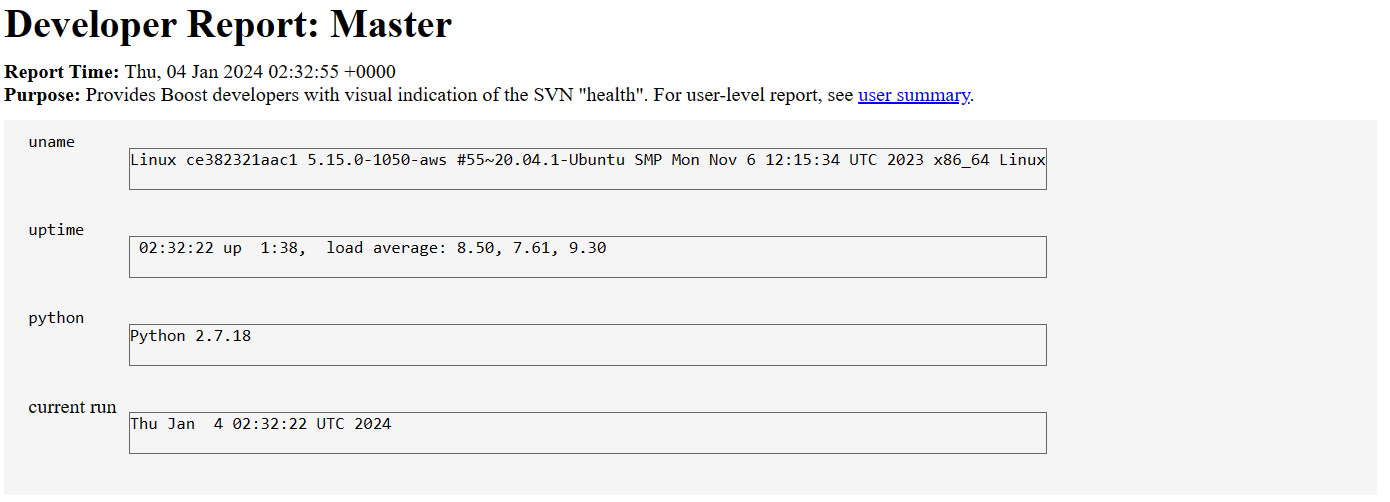 Developer Report: Master
Report Time: Thu, 04 Jan 2024 02:32:55 +0000
Purpose: Provides Boost developers with visual indication of the SVN "health". For user-level report, see user summary.
uname
Linux ce382321aac1 5.15.0-1050-aws #55~20.04.1-Ubuntu SMP Mon Nov 6 12:15:34 UTC 2023 x86_64 Linux
uptime
02:32:22 up  1:38,  load average: 8.50, 7.61, 9.30
python
Python 2.7.18
current run
Thu Jan  4 02:32:22 UTC 2024